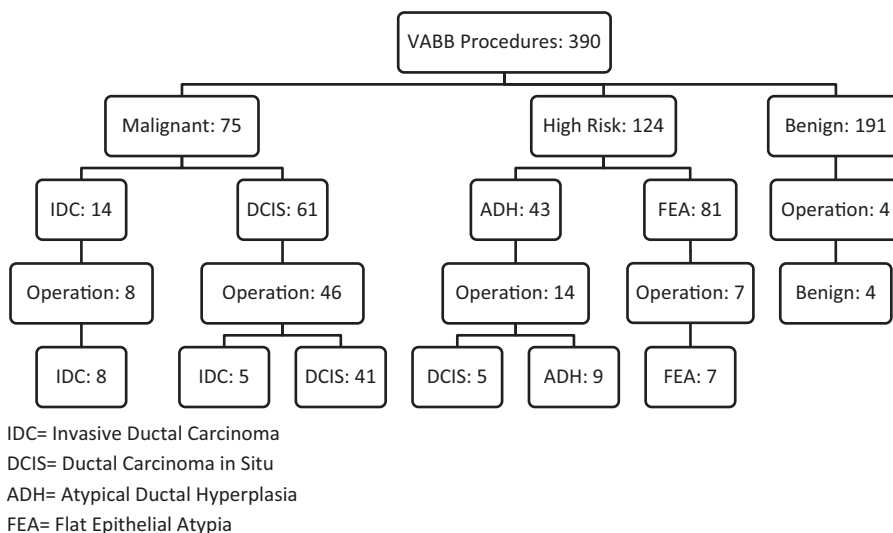 VABB Procedures: 390
Malignant: 75
High Risk: 124
Benign: 191
IDC: 14
DCIS: 61
ADH: 43
FEA: 81
Operation: 4
Operation: 8
Operation: 46
Operation: 14
Operation: 7
Benign: 4
IDC: 8
IDC: 5
DCIS: 41
DCIS: 5
ADH: 9
FEA: 7
IDC= Invasive Ductal Carcinoma
DCIS= Ductal Carcinoma in Situ
ADH= Atypical Ductal Hyperplasia
FEA= Flat Epithelial Atypia